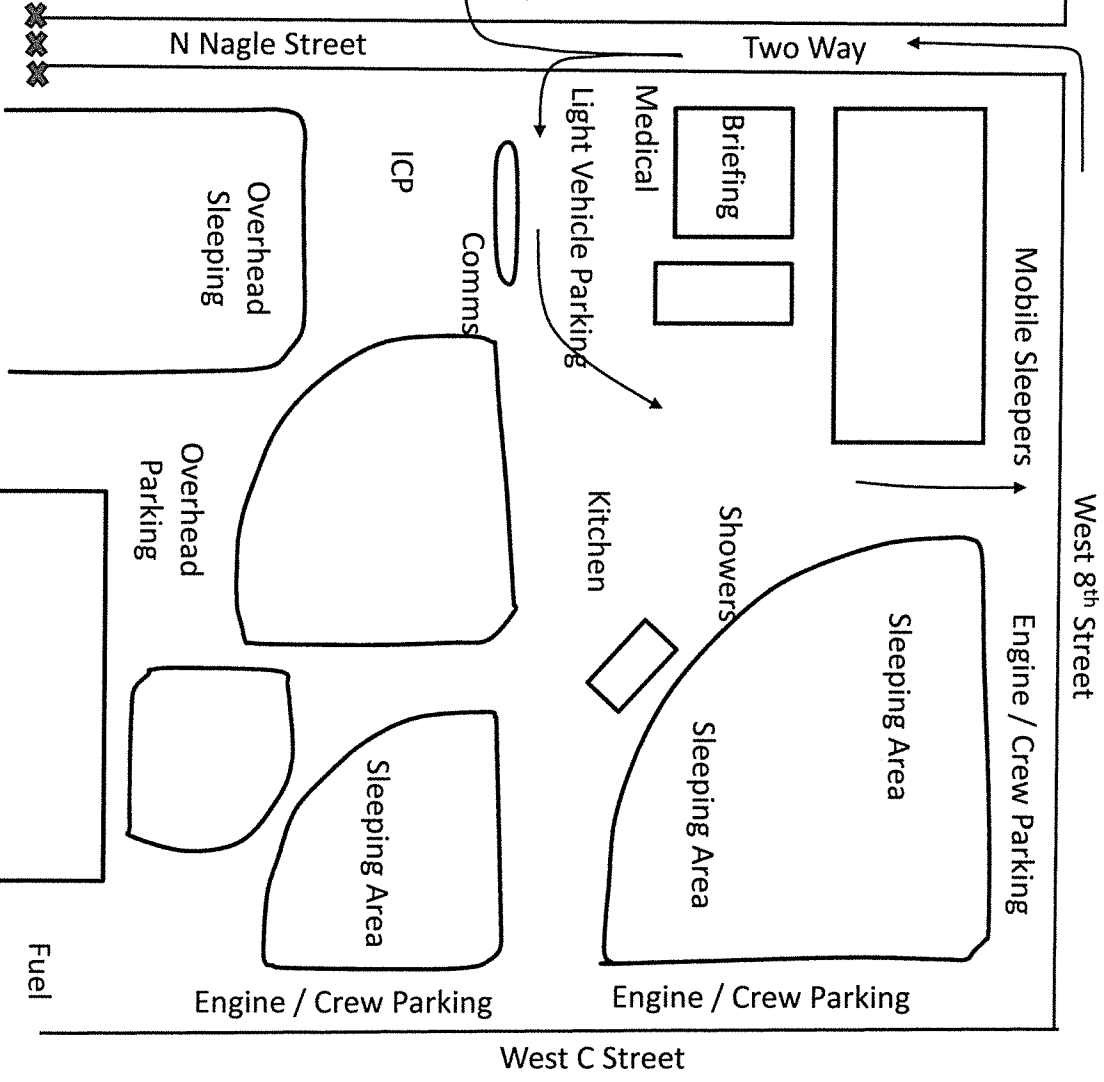 N Nagle Street
Two Way
Light Vehicle Parking
Medical
Briefing
ICP
Comms
Overhead
Sleeping
Mobile Sleepers
West 8th Street
Overhead
Parking
Kitchen
Showers
Sleeping Area
Engine / Crew Parking
Sleeping Area
Sleeping Area
Fuel
Engine / Crew Parking
Engine / Crew Parking
West C Street